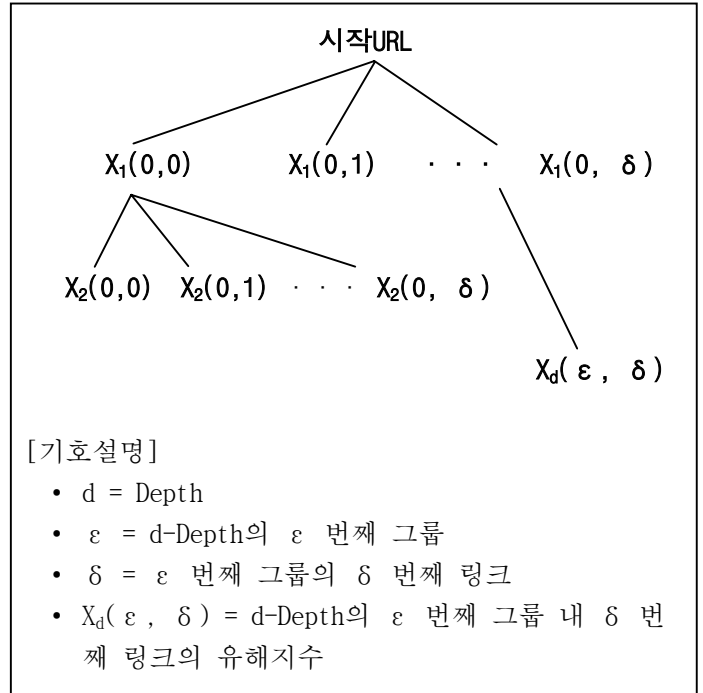 시작URL
X₁(0,0) X₁(0,1) · · · X₁(0, δ)
X₂(0,0) X₂(0,1) · · · X₂(0, δ)
X_d(ε, δ)
[기호설명]
• d = Depth
• ε = d-Depth의 ε 번째 그룹
• δ = ε 번째 그룹의 δ 번째 링크
• X_d(ε, δ) = d-Depth의 ε 번째 그룹 내 δ 번
째 링크의 유해지수